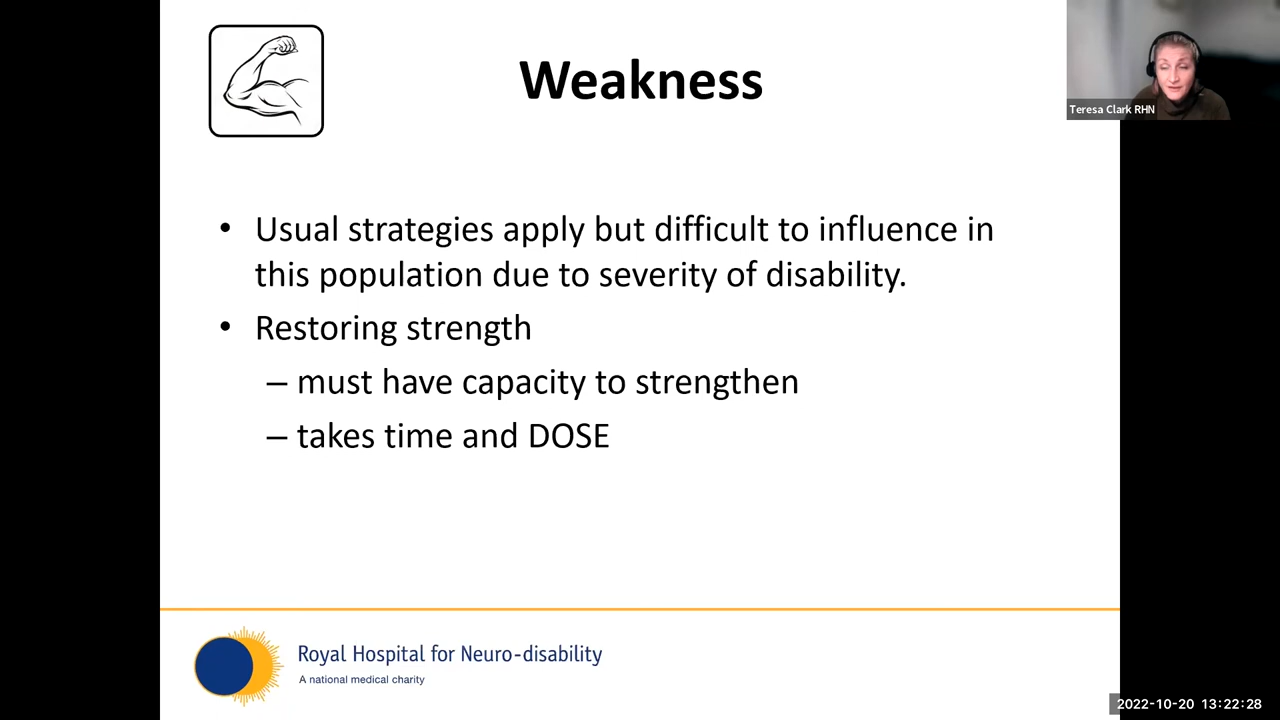 Weakness
Teresa Clark RHN
• Usual strategies apply but difficult to influence in
this population due to severity of disability.
• Restoring strength
– must have capacity to strengthen
– takes time and DOSE
Royal Hospital for Neuro-disability
A national medical charity
2022-10-20 13:22:28